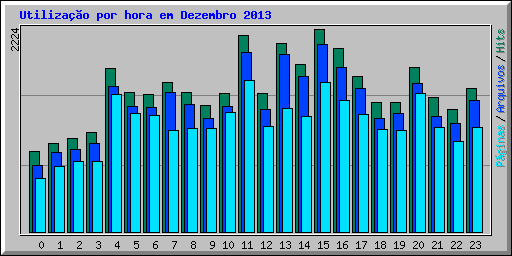 Utilização por hora em Dezembro 2013
2224
Páginas / Arquivos / Hits
0 1 2 3 4 5 6 7 8 9 10 11 12 13 14 15 16 17 18 19 20 21 22 23